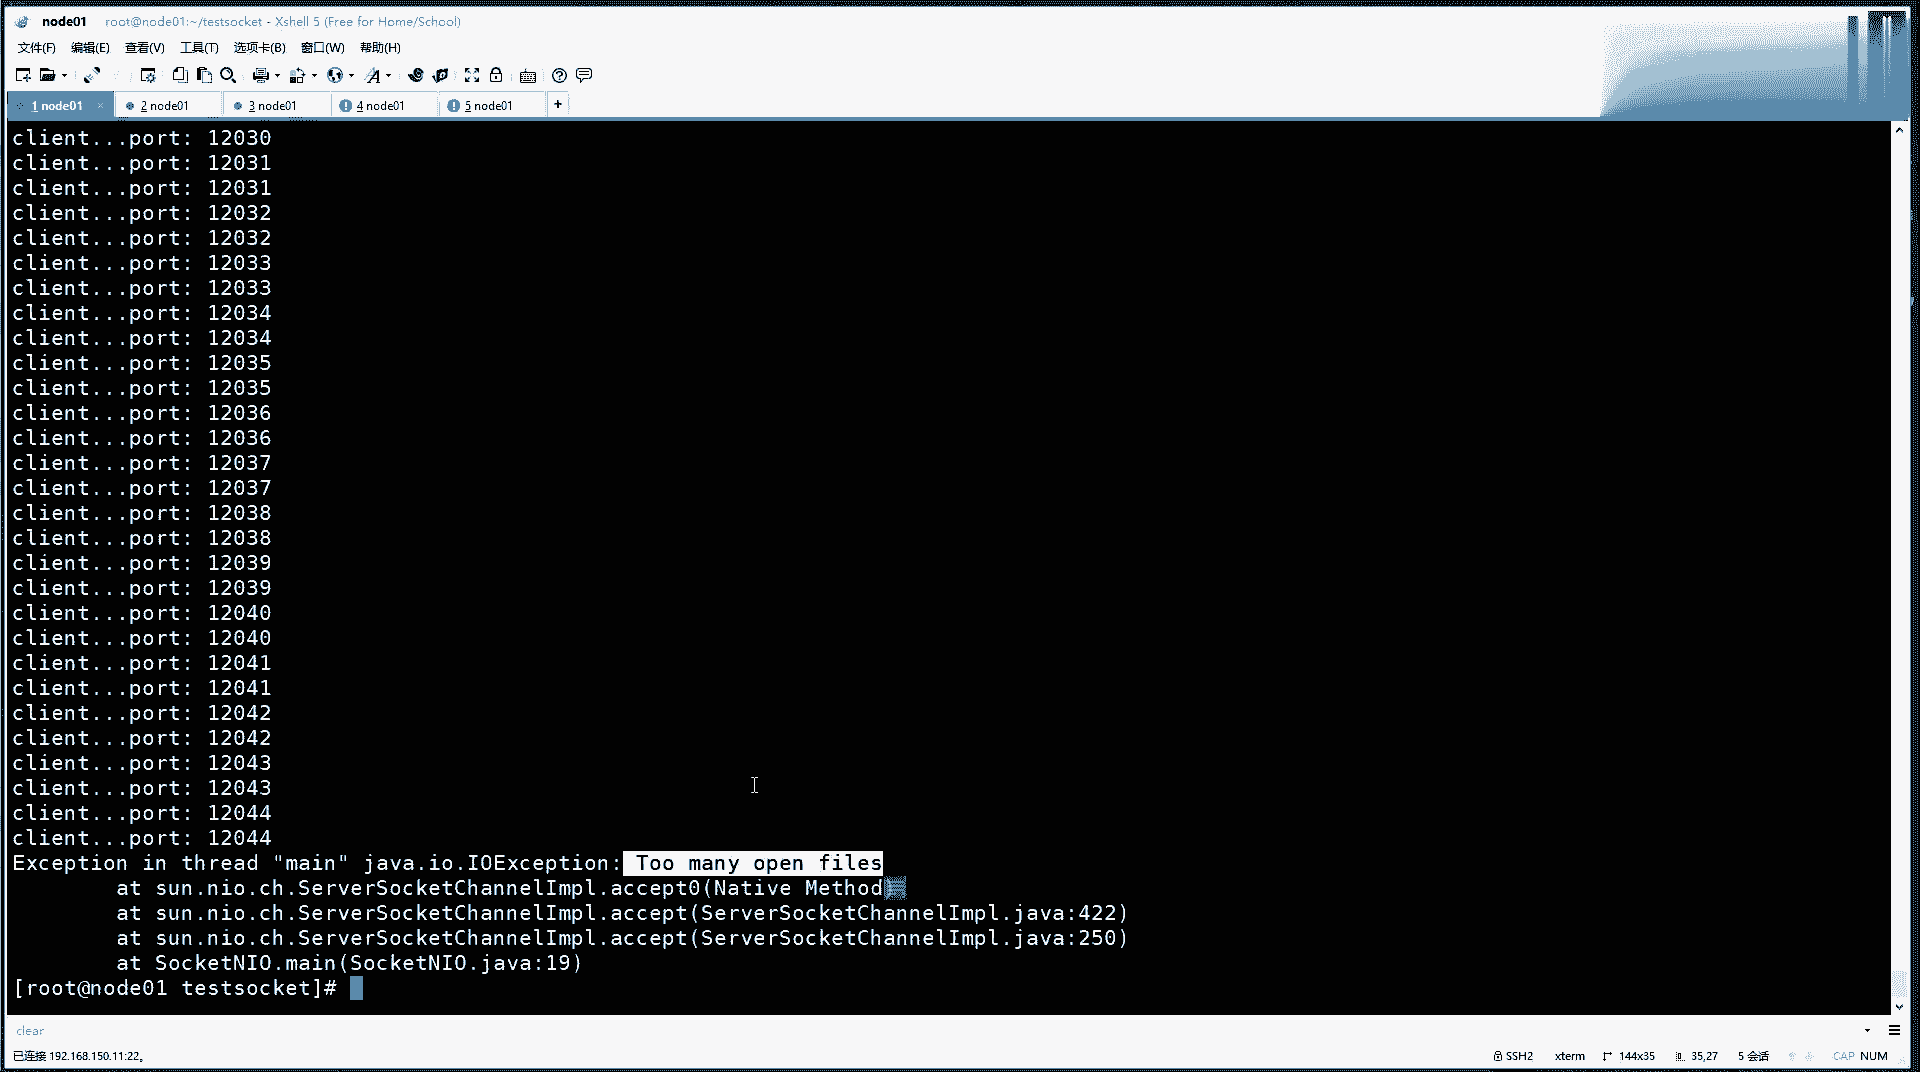 node01 root@node01:~/testsocket - Xshell 5 (Free for Home/School)
文件(F) 编辑(E) 查看(V) 工具(T) 选项卡(B) 窗口(W) 帮助(H)
1 node01 × 2 node01 3 node01 4 node01 5 node01 +
client...port: 12030
client...port: 12031
client...port: 12031
client...port: 12032
client...port: 12032
client...port: 12033
client...port: 12033
client...port: 12034
client...port: 12034
client...port: 12035
client...port: 12035
client...port: 12036
client...port: 12036
client...port: 12037
client...port: 12037
client...port: 12038
client...port: 12038
client...port: 12039
client...port: 12039
client...port: 12040
client...port: 12040
client...port: 12041
client...port: 12041
client...port: 12042
client...port: 12042
client...port: 12043
client...port: 12043
client...port: 12044
client...port: 12044
Exception in thread "main" java.io.IOException: Too many open files
at sun.nio.ch.ServerSocketChannelImpl.accept0(Native Method
at sun.nio.ch.ServerSocketChannelImpl.accept(ServerSocketChannelImpl.java:422)
at sun.nio.ch.ServerSocketChannelImpl.accept(ServerSocketChannelImpl.java:250)
at SocketNIO.main(SocketNIO.java:19)
[root@node01 testsocket]#
clear
已连接 192.168.150.11:22。 SSH2 xterm 144x35 35,27 5 会话 CAP NUM